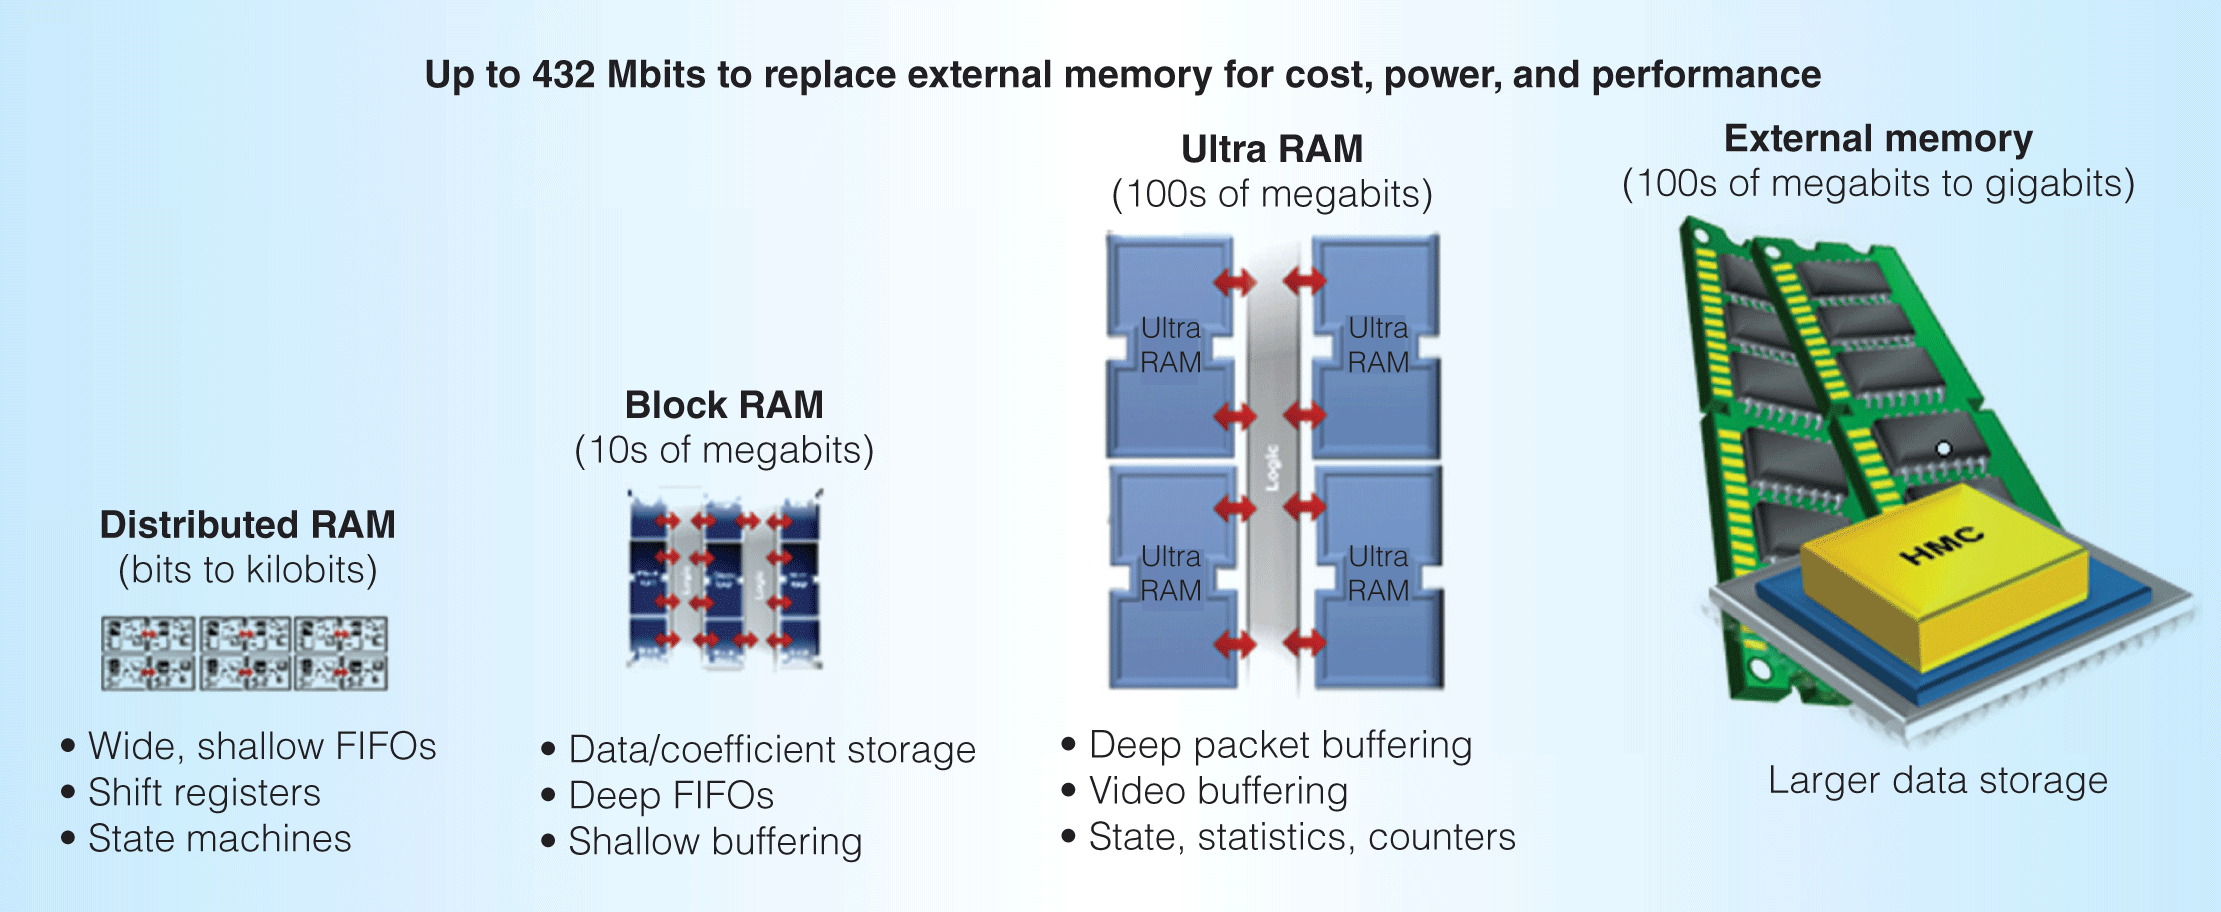 Up to 432 Mbits to replace external memory for cost, power, and performance
Distributed RAM
(bits to kilobits)
• Wide, shallow FIFOs
• Shift registers
• State machines
Block RAM
(10s of megabits)
Logic
Logic
• Data/coefficient storage
• Deep FIFOs
• Shallow buffering
Ultra RAM
(100s of megabits)
Ultra
RAM
Ultra
RAM
Logic
Ultra
RAM
Ultra
RAM
• Deep packet buffering
• Video buffering
• State, statistics, counters
External memory
(100s of megabits to gigabits)
HMC
Larger data storage